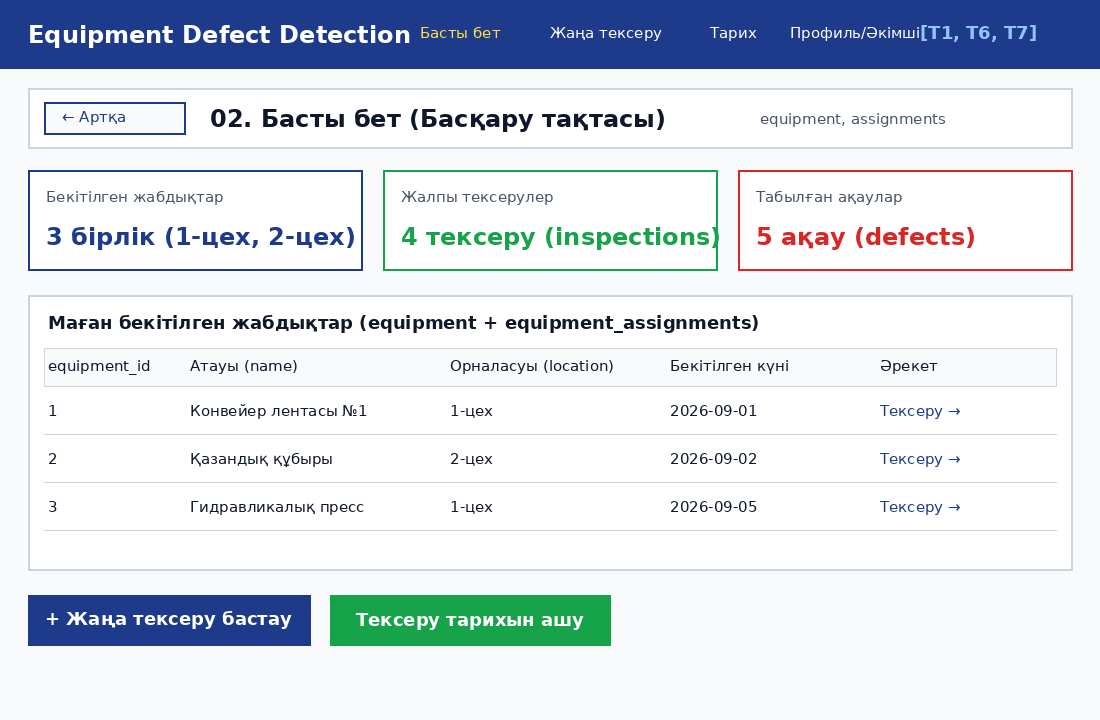 Equipment Defect Detection Басты бет Жаңа тексеру Тарих Профиль/Әкімші[T1, T6, T7]
← Артқа 02. Басты бет (Басқару тақтасы) equipment, assignments
Бекітілген жабдықтар Жалпы тексерулер Табылған ақаулар
3 бірлік (1-цех, 2-цех) 4 тексеру (inspections) 5 ақау (defects)
Маған бекітілген жабдықтар (equipment + equipment_assignments)
equipment_id Атауы (name) Орналасуы (location) Бекітілген күні Әрекет
1 Конвейер лентасы №1 1-цех 2026-09-01 Тексеру →
2 Қазандық құбыры 2-цех 2026-09-02 Тексеру →
3 Гидравликалық пресс 1-цех 2026-09-05 Тексеру →
+ Жаңа тексеру бастау Тексеру тарихын ашу